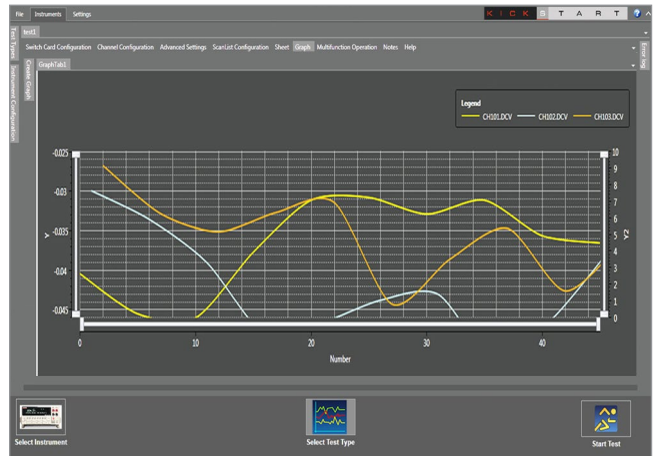 File Instruments Settings
KICKSTART
Test Types
Instrument Configuration
test1
Error log
Switch Card Configuration Channel Configuration Advanced Settings ScanList Configuration Sheet Graph Multifunction Operation Notes Help
Create Graph
GraphTab1
Legend
CH101.DCV CH102.DCV CH103.DCV
-0.025
-0.03
-0.035
-0.04
-0.045
Y
10
9
8
7
6
5
4
3
2
1
0
Y2
0 10 20 30 40
Number
Select Instrument
Select Test Type
Start Test